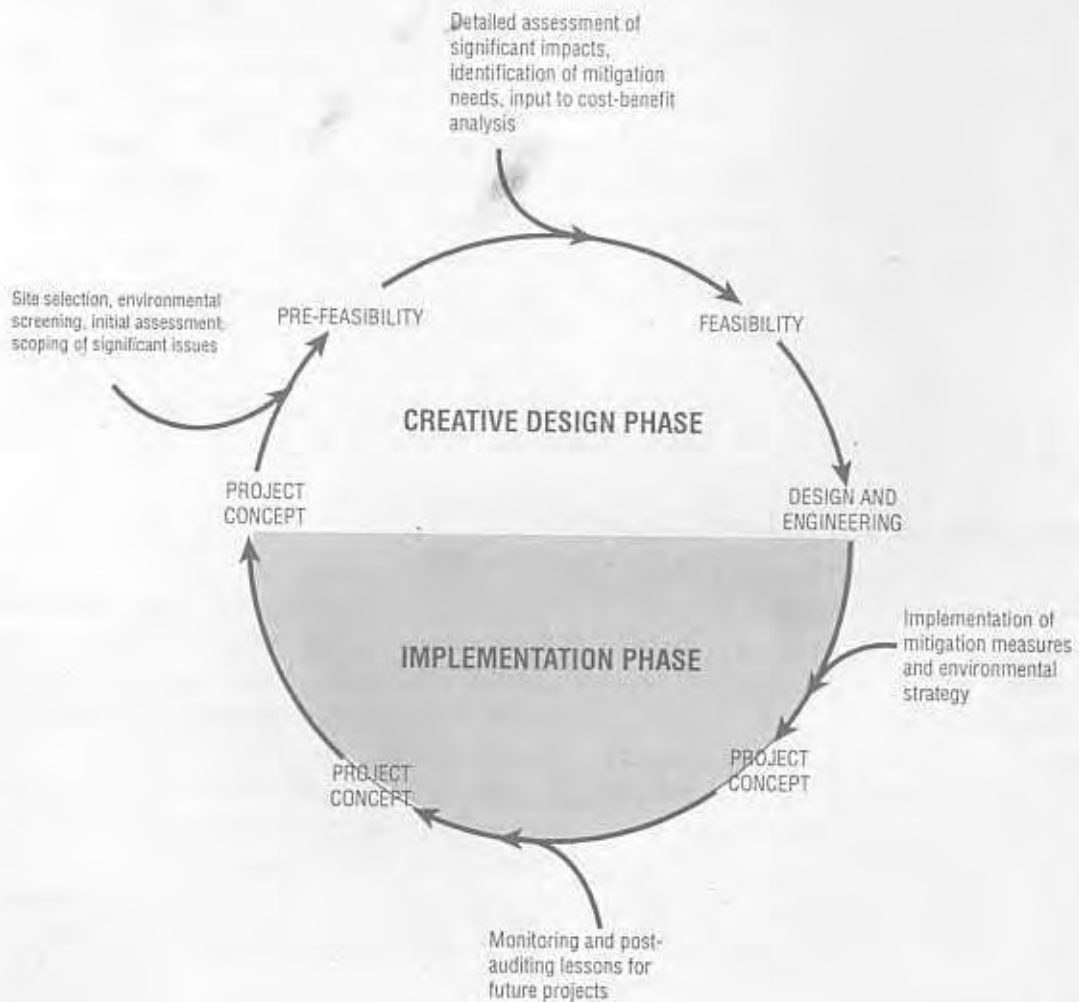 Detailed assessment of
significant impacts,
identification of mitigation
needs, input to cost-benefit
analysis
Site selection, environmental
screening, initial assessment,
scoping of significant issues
PRE-FEASIBILITY
FEASIBILITY
CREATIVE DESIGN PHASE
PROJECT
CONCEPT
DESIGN AND
ENGINEERING
IMPLEMENTATION PHASE
Implementation of
mitigation measures
and environmental
strategy
PROJECT
CONCEPT
PROJECT
CONCEPT
Monitoring and post-
auditing lessons for
future projects